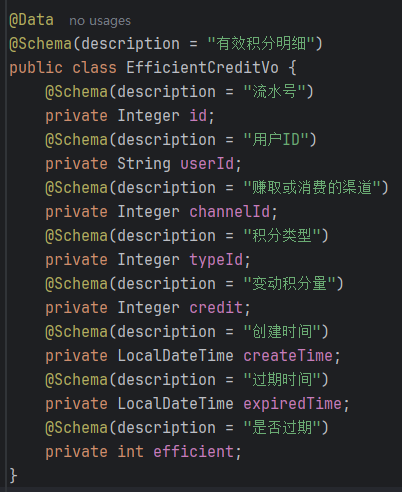 @Data no usages
@Schema(description = "有效积分明细")
public class EfficientCreditVo {
    @Schema(description = "流水号")
    private Integer id;
    @Schema(description = "用户ID")
    private String userId;
    @Schema(description = "赚取或消费的渠道")
    private Integer channelId;
    @Schema(description = "积分类型")
    private Integer typeId;
    @Schema(description = "变动积分量")
    private Integer credit;
    @Schema(description = "创建时间")
    private LocalDateTime createTime;
    @Schema(description = "过期时间")
    private LocalDateTime expiredTime;
    @Schema(description = "是否过期")
    private int efficient;
}